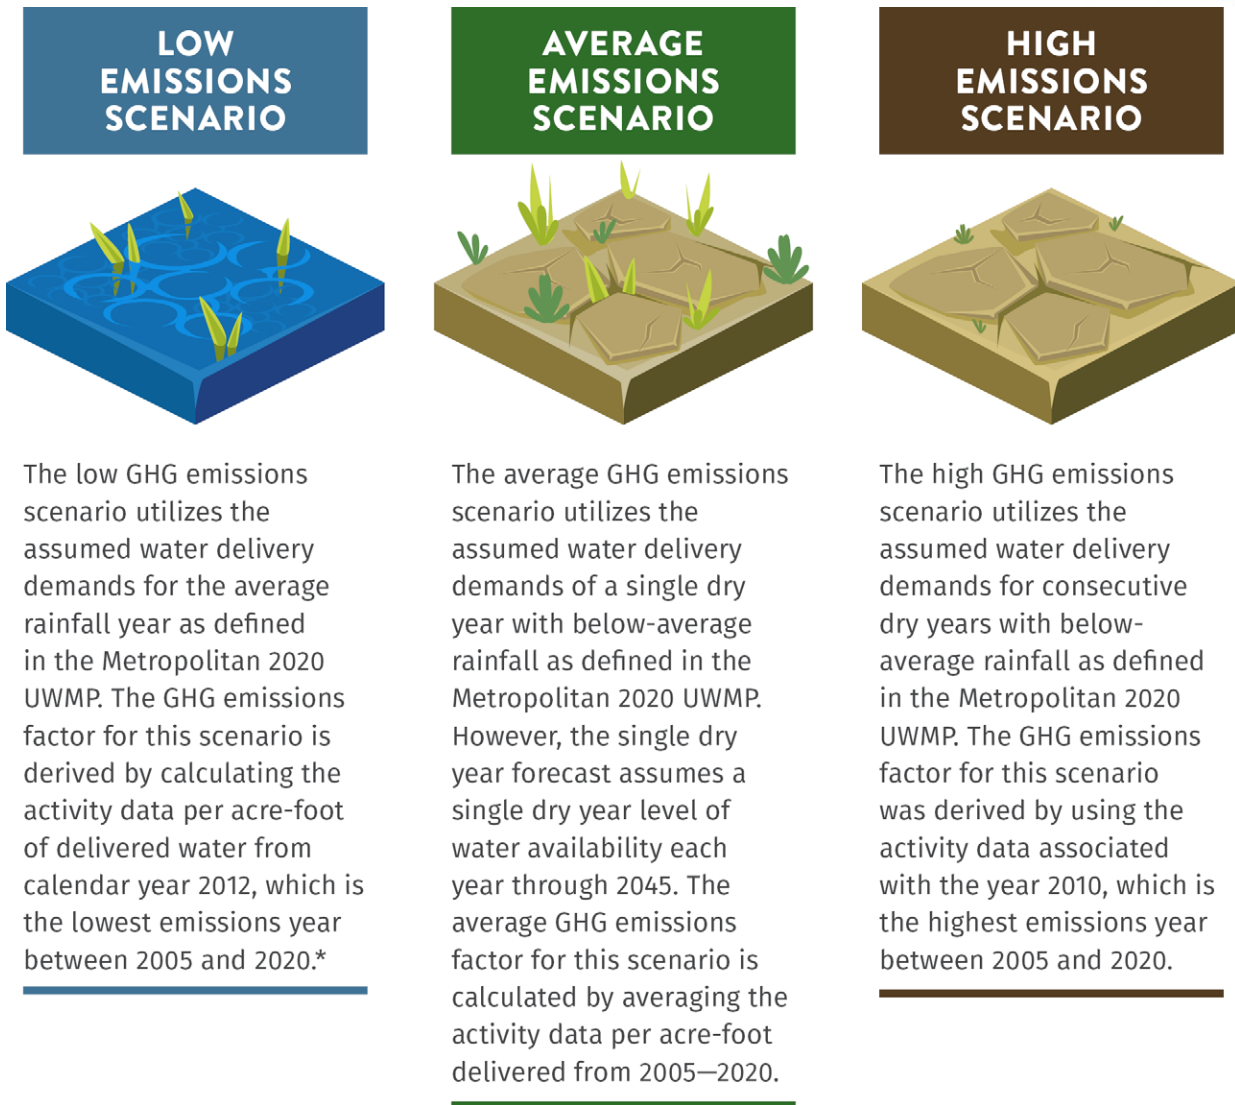 LOW
EMISSIONS
SCENARIO
The low GHG emissions
scenario utilizes the
assumed water delivery
demands for the average
rainfall year as defined
in the Metropolitan 2020
UWMP. The GHG emissions
factor for this scenario is
derived by calculating the
activity data per acre-foot
of delivered water from
calendar year 2012, which is
the lowest emissions year
between 2005 and 2020.*
AVERAGE
EMISSIONS
SCENARIO
The average GHG emissions
scenario utilizes the
assumed water delivery
demands of a single dry
year with below-average
rainfall as defined in the
Metropolitan 2020 UWMP.
However, the single dry
year forecast assumes a
single dry year level of
water availability each
year through 2045. The
average GHG emissions
factor for this scenario is
calculated by averaging the
activity data per acre-foot
delivered from 2005—2020.
HIGH
EMISSIONS
SCENARIO
The high GHG emissions
scenario utilizes the
assumed water delivery
demands for consecutive
dry years with below-
average rainfall as defined
in the Metropolitan 2020
UWMP. The GHG emissions
factor for this scenario
was derived by using the
activity data associated
with the year 2010, which is
the highest emissions year
between 2005 and 2020.